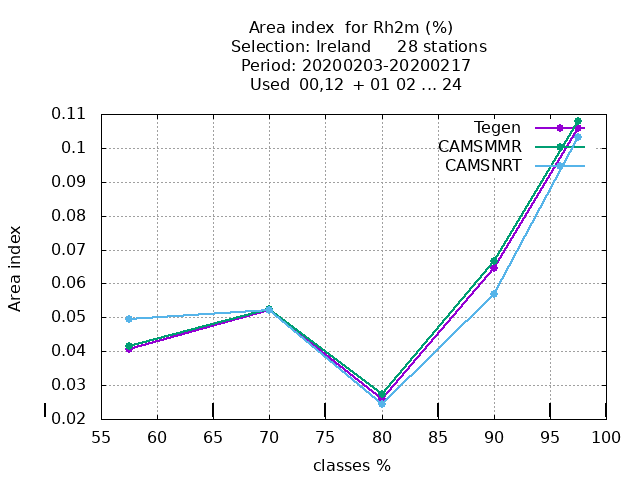 Area index  for Rh2m (%)
Selection: Ireland     28 stations
Period: 20200203-20200217
Used  00,12  + 01 02 ... 24
0.11
0.1
0.09
0.08
0.07
0.06
0.05
0.04
0.03
0.02
Area index
Tegen
CAMSMMR
CAMSNRT
55 60 65 70 75 80 85 90 95 100
classes %